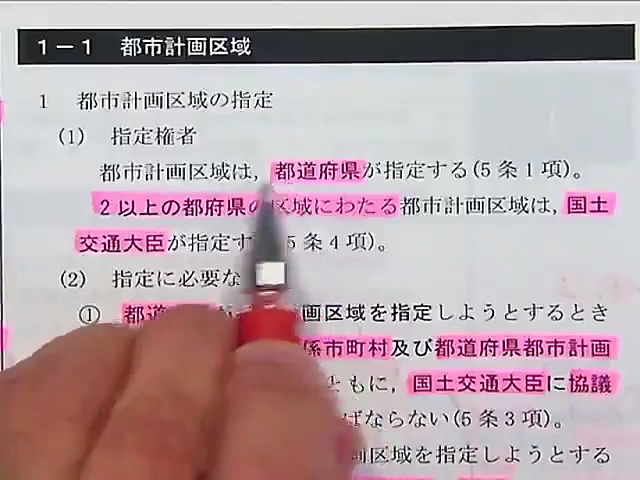 1－1 都市計画区域
1 都市計画区域の指定
(1) 指定権者
都市計画区域は，都道府県が指定する(5条1項)。
2以上の都府県の区域にわたる都市計画区域は，国土
交通大臣が指定す 5条4項)。
(2) 指定に必要な
① 都道 画区域を指定しようとするとき
係市町村及び都道府県都市計画
ともに，国土交通大臣に協議
ばならない(5条3項)。
画区域を指定しようとする